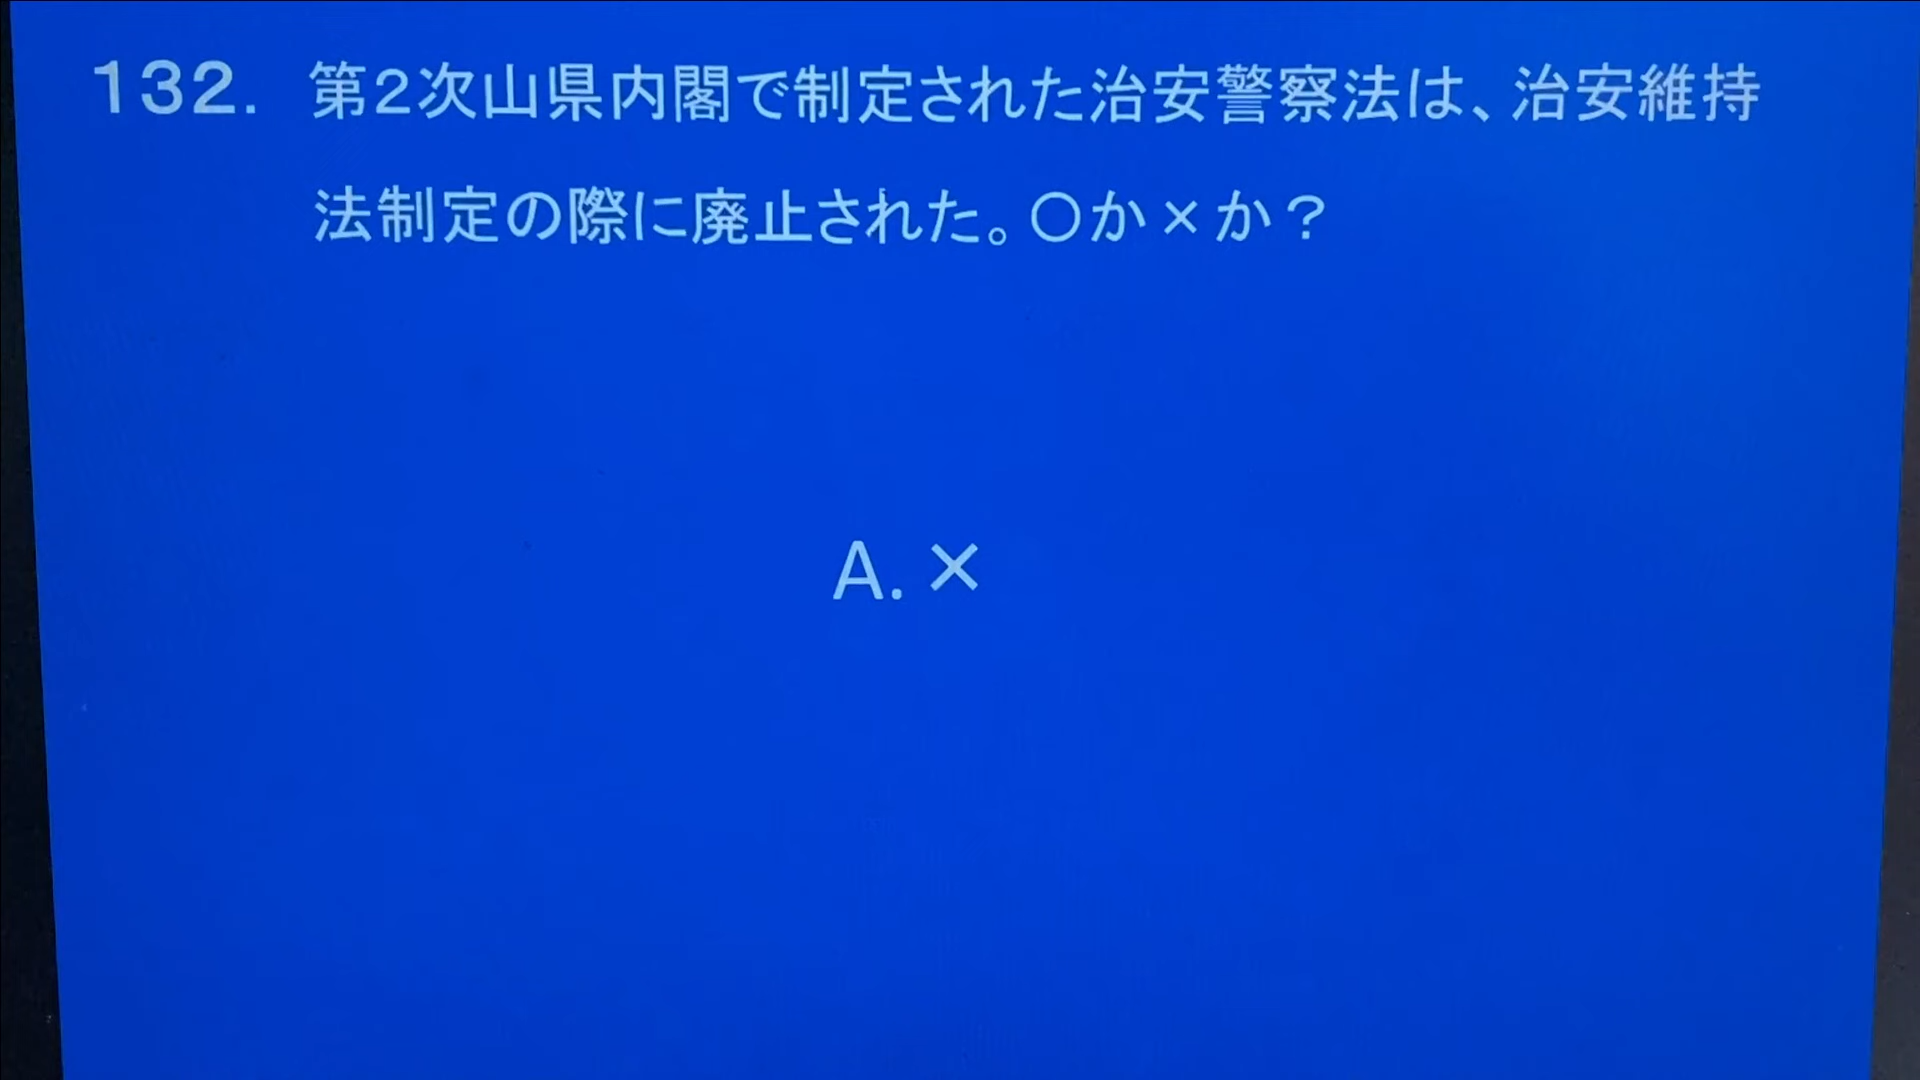 132. 第2次山県内閣で制定された治安警察法は、治安維持
法制定の際に廃止された。〇か×か？
A. ×